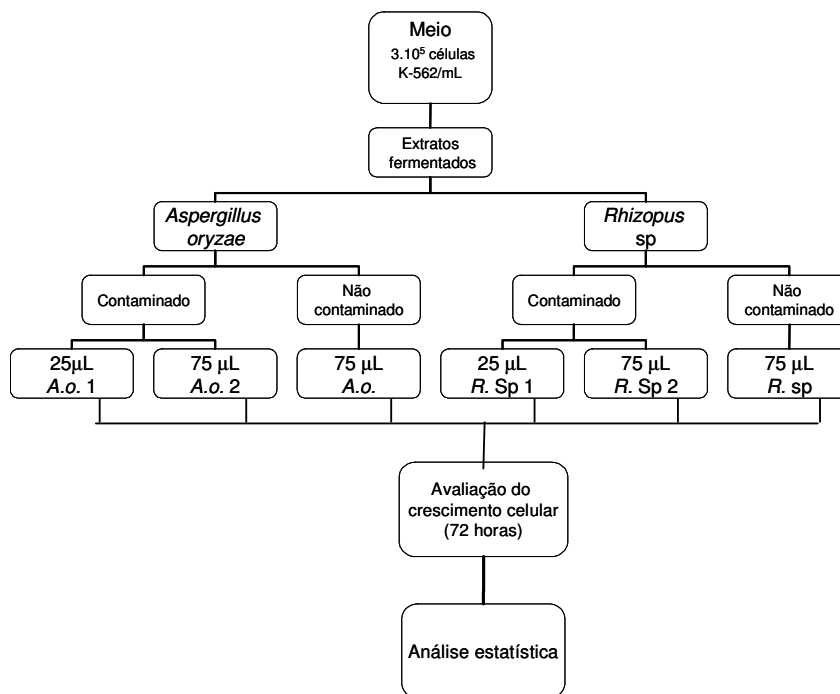 Meio
3.10⁵ células
K-562/mL
Extratos
fermentados
Aspergillus
oryzae
Rhizopus
sp
Contaminado
Não
contaminado
Contaminado
Não
contaminado
25μL
A.o. 1
75 μL
A.o. 2
75 μL
A.o.
25 μL
R. Sp 1
75 μL
R. Sp 2
75 μL
R. sp
Avaliação do
crescimento celular
(72 horas)
Análise estatística